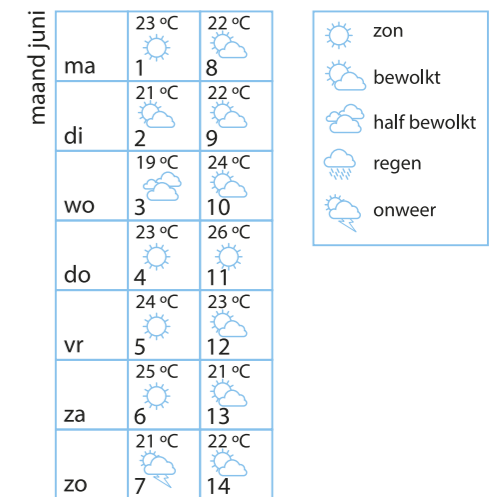 maand juni
23 ºC 22 ºC
ma 1 8
21 ºC 22 ºC
di 2 9
19 ºC 24 ºC
wo 3 10
23 ºC 26 ºC
do 4 11
24 ºC 23 ºC
vr 5 12
25 ºC 21 ºC
za 6 13
21 ºC 22 ºC
zo 7 14
zon
bewolkt
half bewolkt
regen
onweer